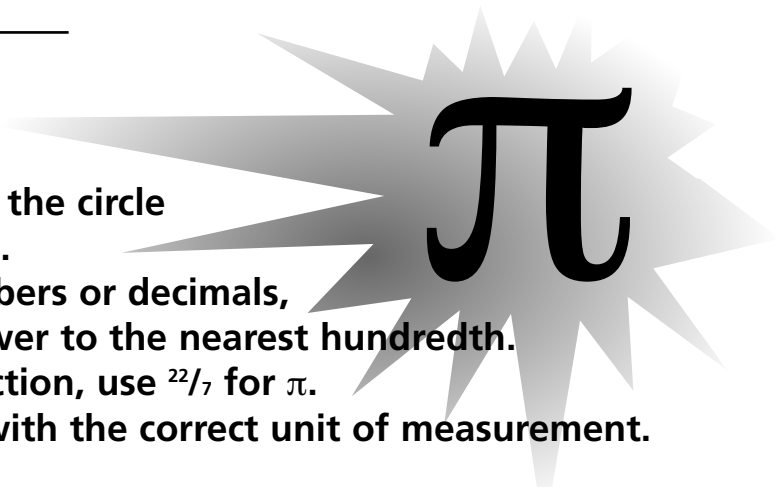 π
the circle
.
bers or decimals,
wer to the nearest hundredth.
ction, use ²²/₇ for π.
with the correct unit of measurement.